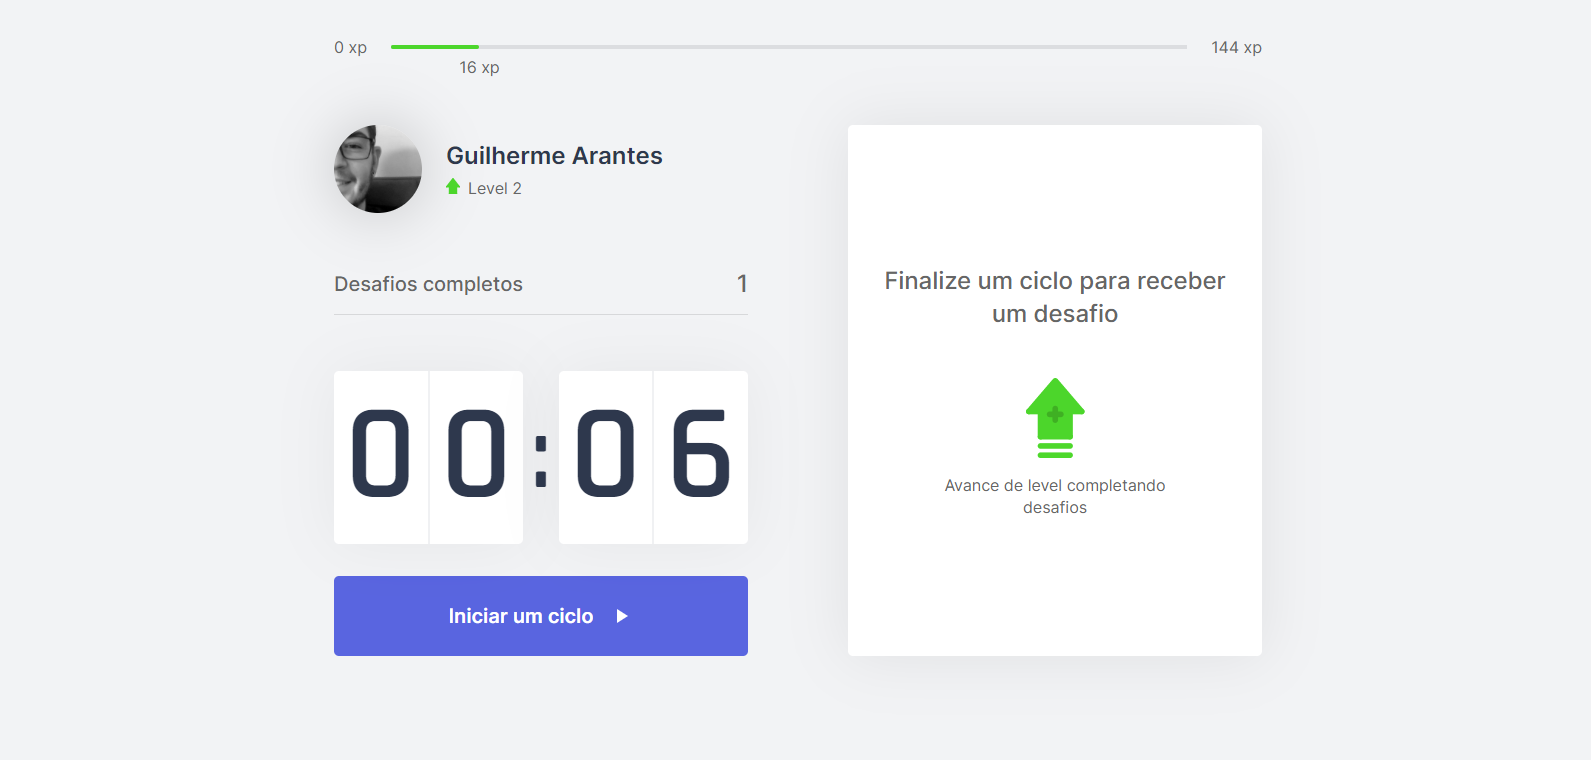 0 xp
144 xp
16 xp
Guilherme Arantes
Level 2
Desafios completos 1
00:06
Iniciar um ciclo
Finalize um ciclo para receber
um desafio
Avance de level completando
desafios